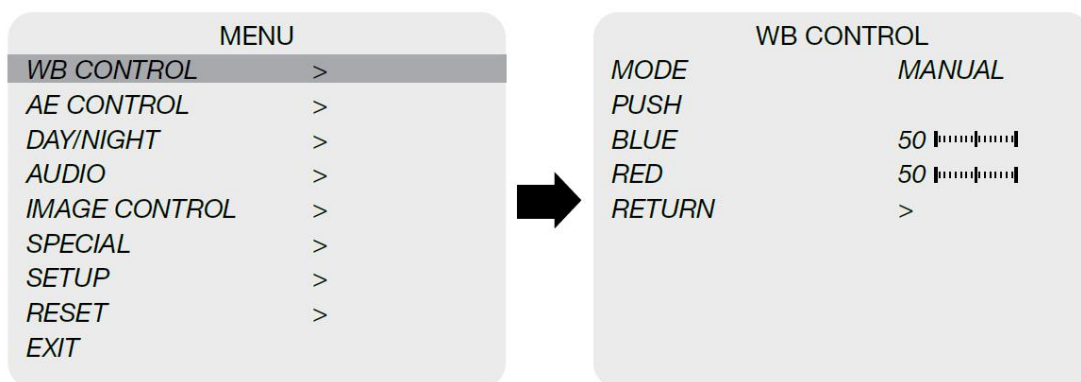 MENU
WB CONTROL >
AE CONTROL >
DAY/NIGHT >
AUDIO >
IMAGE CONTROL >
SPECIAL >
SETUP >
RESET >
EXIT
WB CONTROL
MODE MANUAL
PUSH
BLUE 50
RED 50
RETURN >